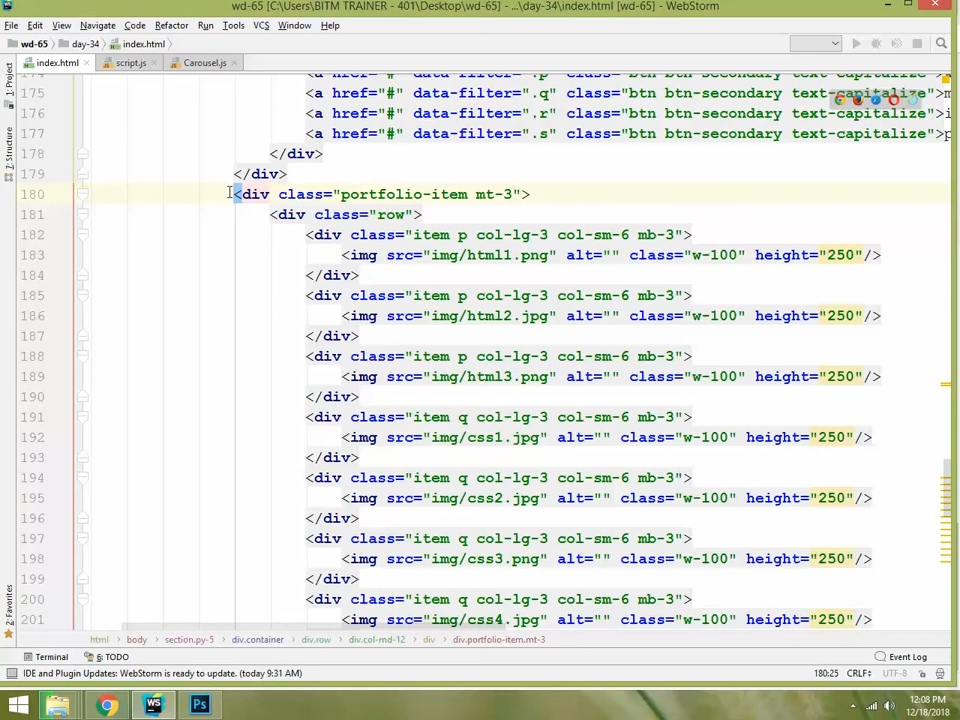 wd-65 [C:\Users\BITM TRAINER - 401\Desktop\wd-65] - ...\day-34\index.html [wd-65] - WebStorm
File Edit View Navigate Code Refactor Run Tools VCS Window Help
wd-65 day-34 index.html
index.html script.js Carousel.js
1: Project
7: Structure
2: Favorites
175 <a href="#" data-filter=".q" class="btn btn-secondary text-capitalize">
176 <a href="#" data-filter=".r" class="btn btn-secondary text-capitalize">i
177 <a href="#" data-filter=".s" class="btn btn-secondary text-capitalize">p
178 </div>
179 </div>
180 <div class="portfolio-item mt-3">
181 <div class="row">
182 <div class="item p col-lg-3 col-sm-6 mb-3">
183 <img src="img/html1.png" alt="" class="w-100" height="250"/>
184 </div>
185 <div class="item p col-lg-3 col-sm-6 mb-3">
186 <img src="img/html2.jpg" alt="" class="w-100" height="250"/>
187 </div>
188 <div class="item p col-lg-3 col-sm-6 mb-3">
189 <img src="img/html3.png" alt="" class="w-100" height="250"/>
190 </div>
191 <div class="item q col-lg-3 col-sm-6 mb-3">
192 <img src="img/css1.jpg" alt="" class="w-100" height="250"/>
193 </div>
194 <div class="item q col-lg-3 col-sm-6 mb-3">
195 <img src="img/css2.jpg" alt="" class="w-100" height="250"/>
196 </div>
197 <div class="item q col-lg-3 col-sm-6 mb-3">
198 <img src="img/css3.png" alt="" class="w-100" height="250"/>
199 </div>
200 <div class="item q col-lg-3 col-sm-6 mb-3">
201 <img src="img/css4.jpg" alt="" class="w-100" height="250"/>
html body section.py-5 div.container div.row div.col-md-12 div div.portfolio-item.mt-3
Terminal 6: TODO Event Log
IDE and Plugin Updates: WebStorm is ready to update. (today 9:31 AM) 180:25 CRLF UTF-8
WS Ps 12:08 PM
12/18/2018